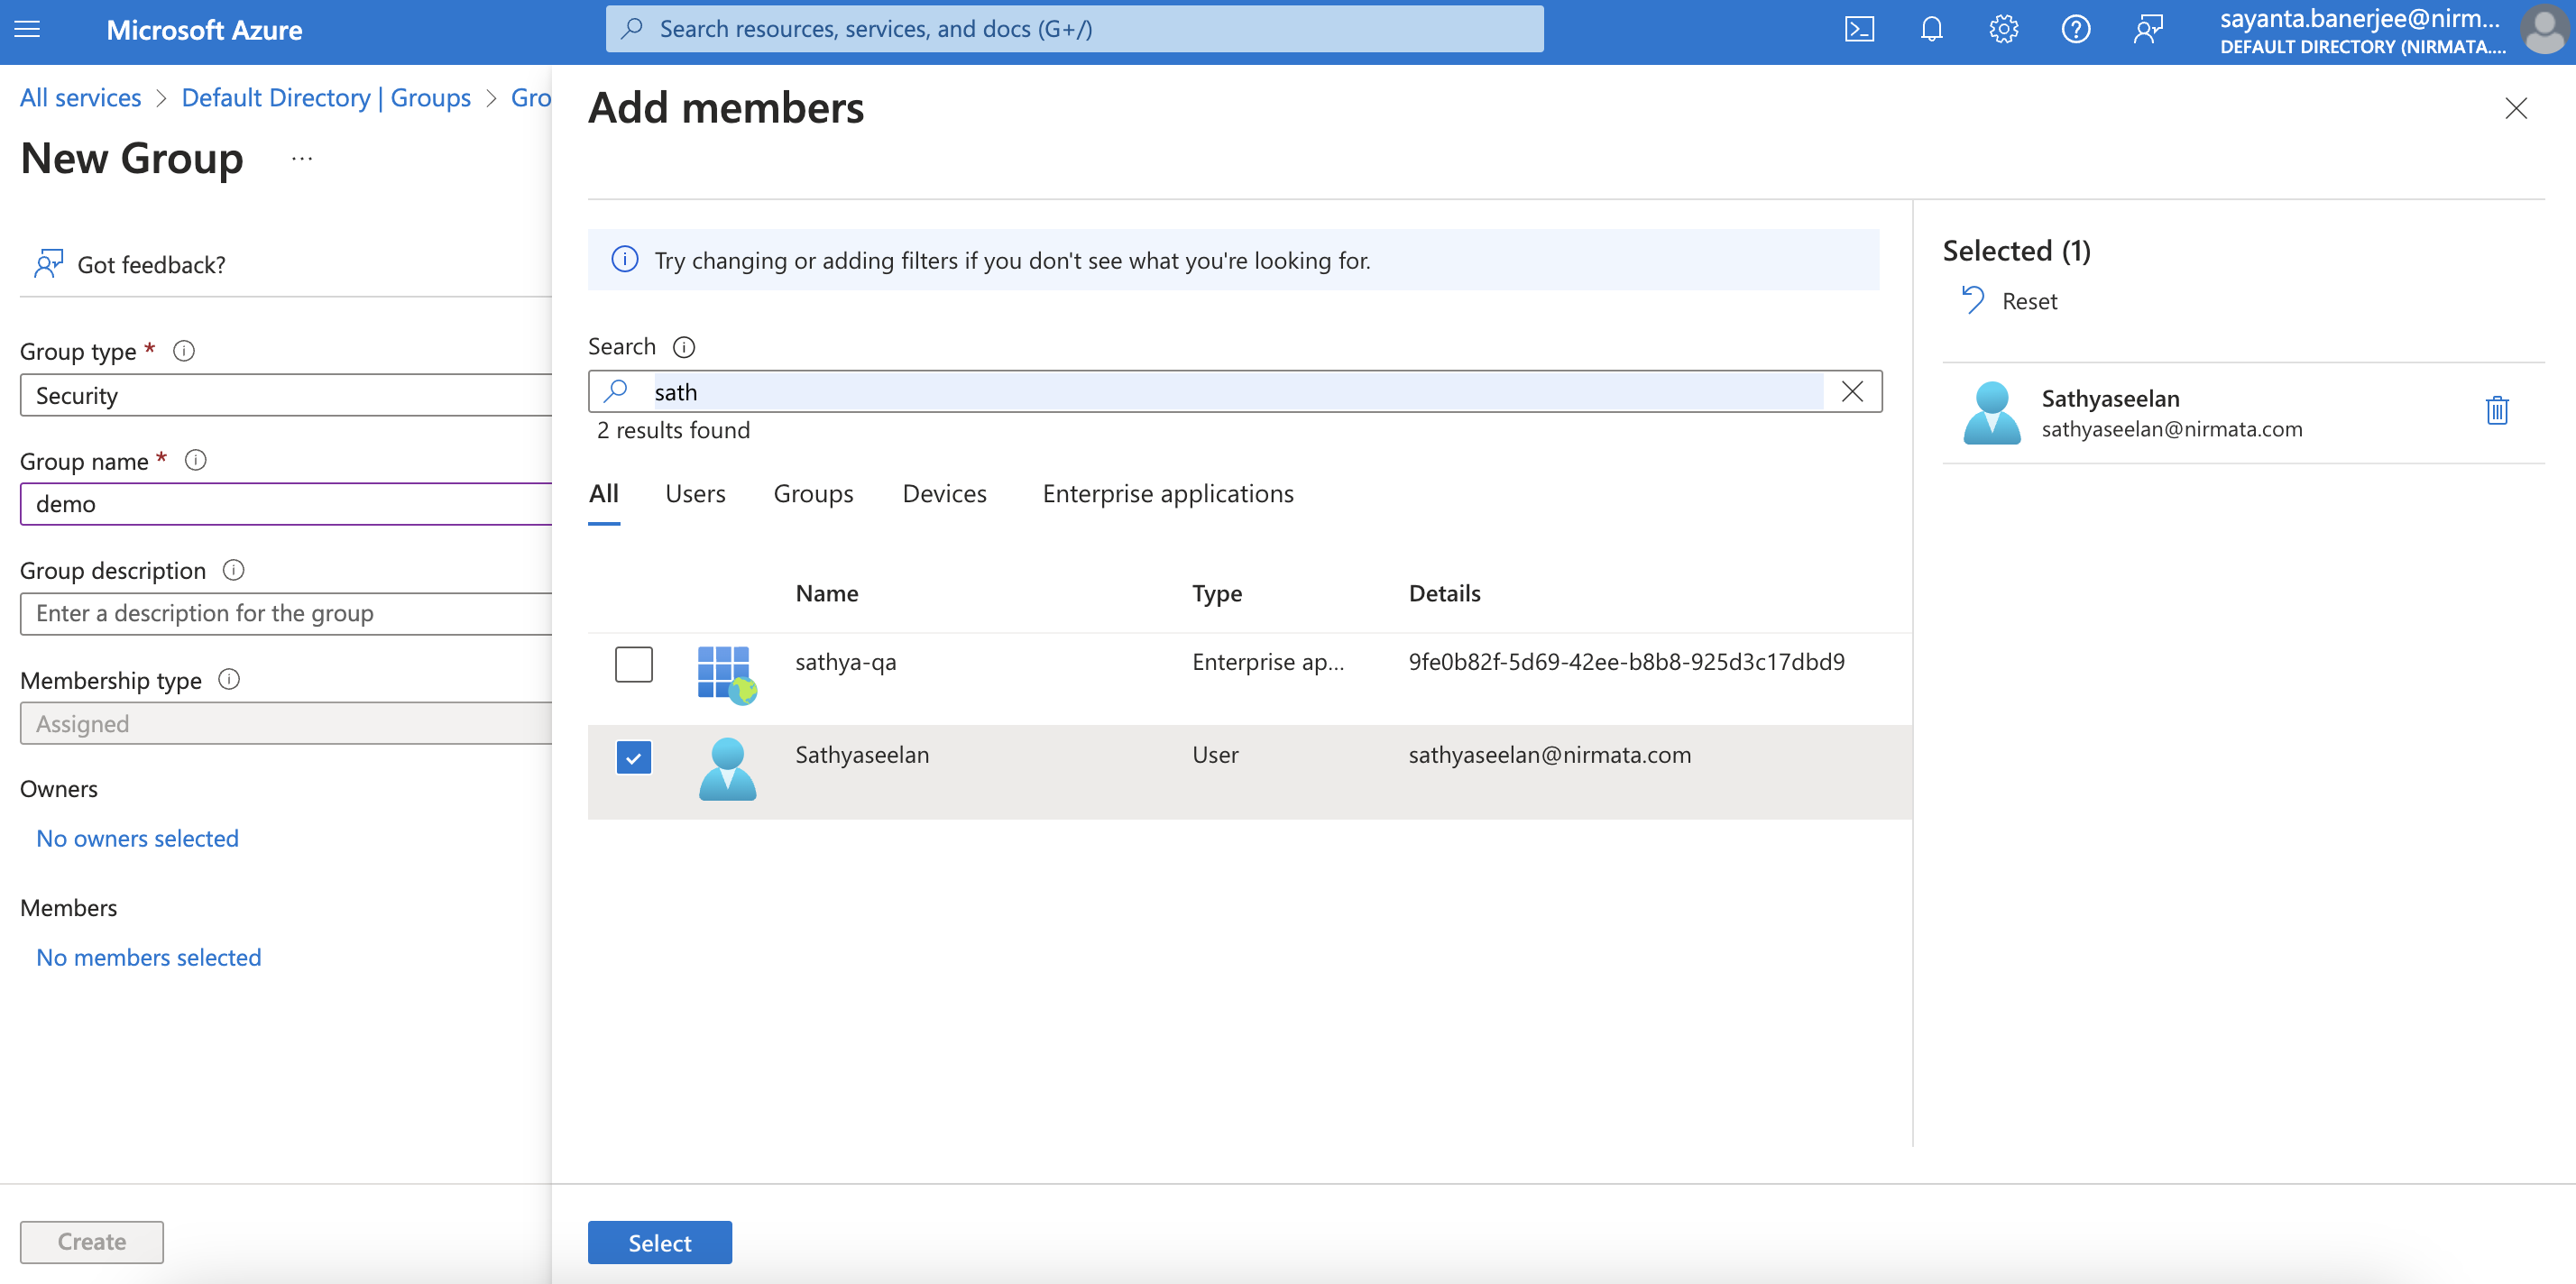 Microsoft Azure
Search resources, services, and docs (G+/)
sayanta.banerjee@nirm...
DEFAULT DIRECTORY (NIRMATA....
All services > Default Directory | Groups > Gro
New Group ...
Got feedback?
Group type *
Security
Group name *
demo
Group description
Enter a description for the group
Membership type
Assigned
Owners
No owners selected
Members
No members selected
Create
Add members
Try changing or adding filters if you don't see what you're looking for.
Search
sath
2 results found
All Users Groups Devices Enterprise applications
Name Type Details
sathya-qa Enterprise ap... 9fe0b82f-5d69-42ee-b8b8-925d3c17dbd9
Sathyaseelan User sathyaseelan@nirmata.com
Select
Selected (1)
Reset
Sathyaseelan
sathyaseelan@nirmata.com